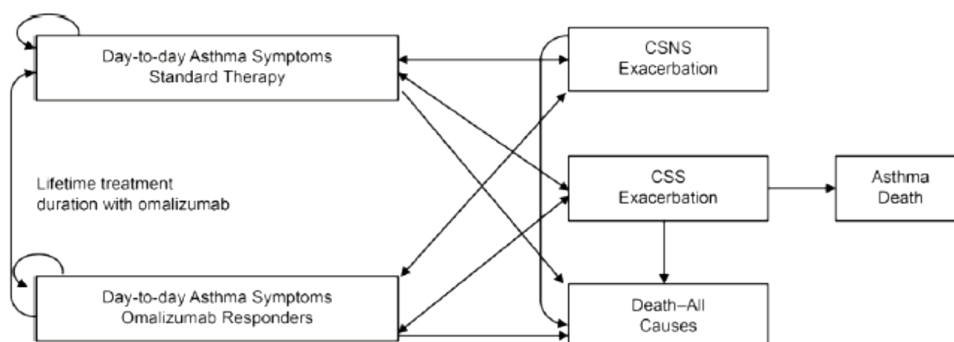 Day-to-day Asthma Symptoms
Standard Therapy
CSNS
Exacerbation
Lifetime treatment
duration with omalizumab
CSS
Exacerbation
Asthma
Death
Day-to-day Asthma Symptoms
Omalizumab Responders
Death–All
Causes